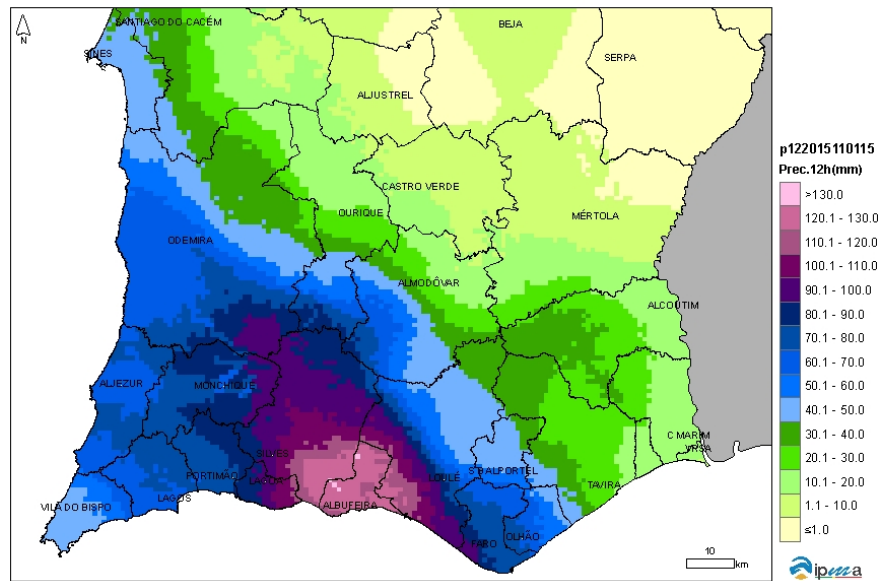 N
SANTIAGO DO CACÉM
BEJA
SINES
SERPA
ALJUSTREL
CASTRO VERDE
OURIQUE
MÉRTOLA
ODEMIRA
ALMODÔVAR
ALCOUTIM
ALJEZUR
MONCHIQUE
C MARIM
VRSA
SILVES
S B ALPORTEL
PORTIMÃO
LAGOA
LOULÉ
TAVIRA
LAGOS
VILA DO BISPO
ALBUFEIRA
OLHÃO
FARO
10
km
p122015110115
Prec.12h(mm)
>130.0
120.1 - 130.0
110.1 - 120.0
100.1 - 110.0
90.1 - 100.0
80.1 - 90.0
70.1 - 80.0
60.1 - 70.0
50.1 - 60.0
40.1 - 50.0
30.1 - 40.0
20.1 - 30.0
10.1 - 20.0
1.1 - 10.0
≤1.0
ipma